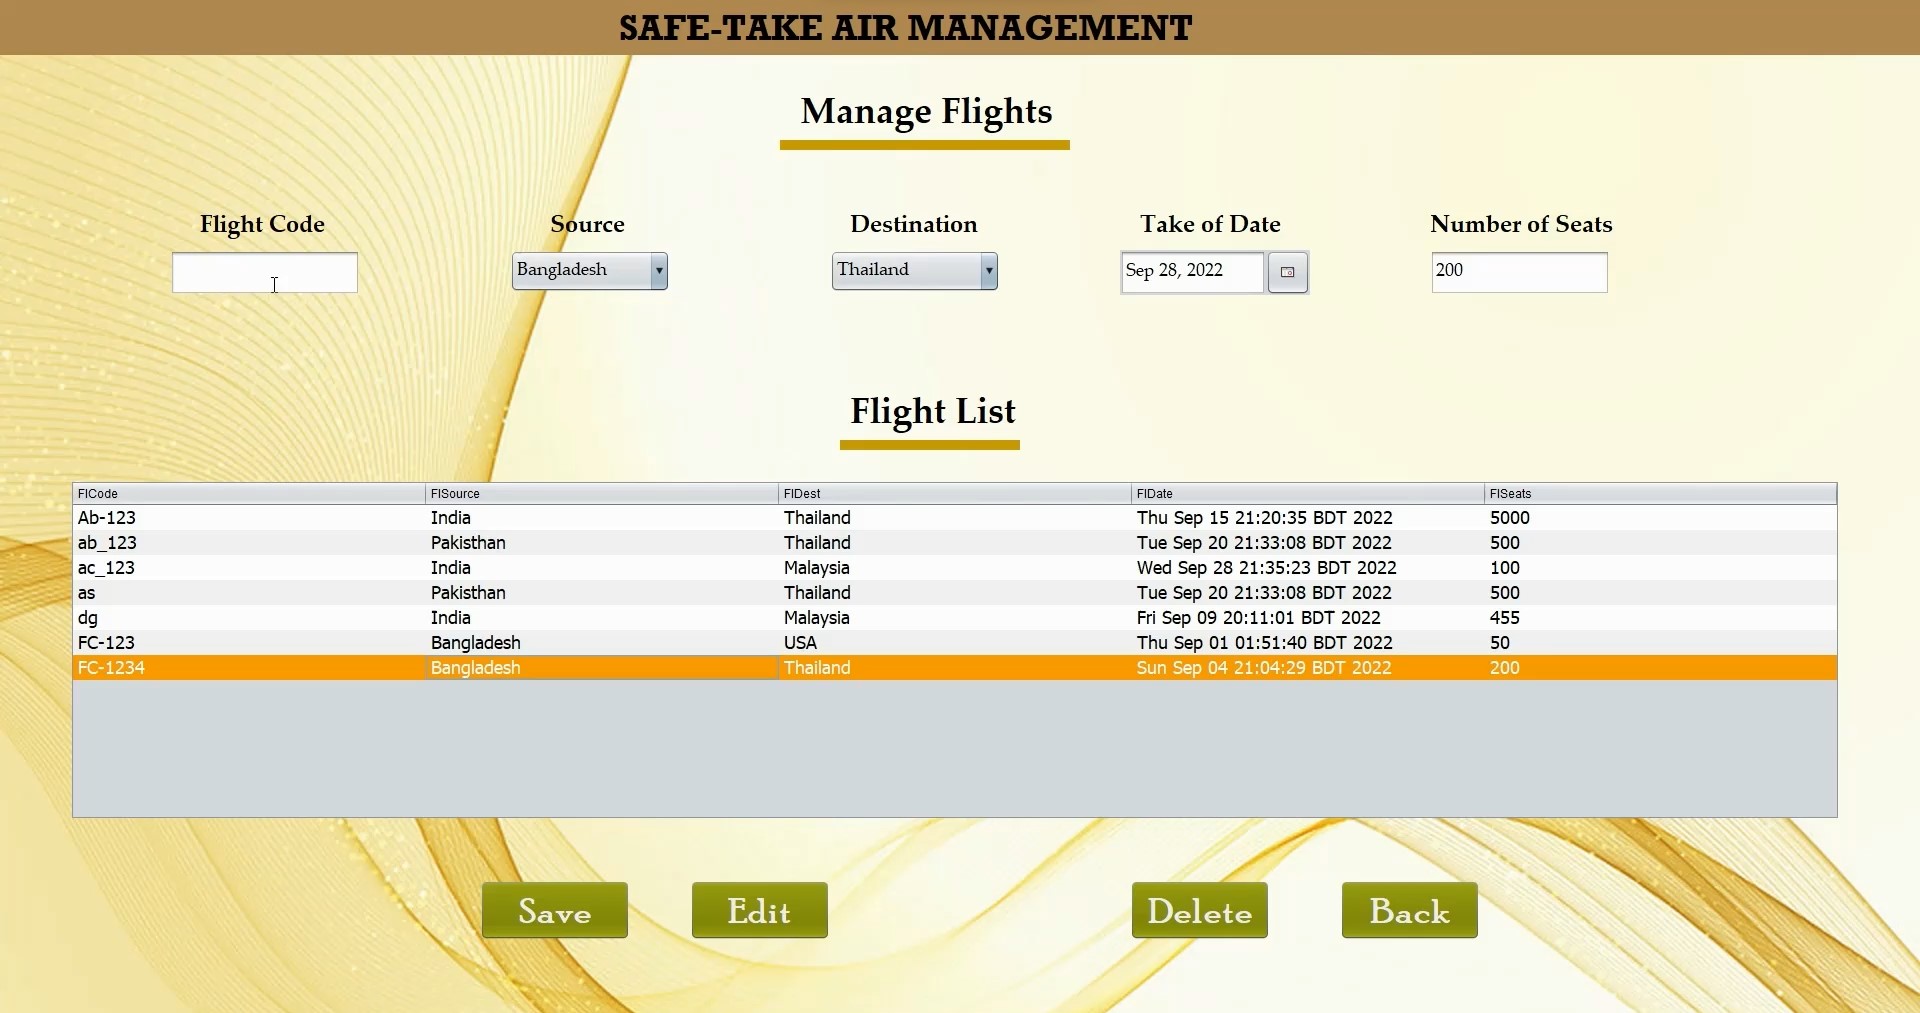 SAFE-TAKE AIR MANAGEMENT
Manage Flights
Flight Code Source Destination Take of Date Number of Seats
Bangladesh Thailand Sep 28, 2022 200
Flight List
FlCode FlSource FlDest FlDate FlSeats
Ab-123 India Thailand Thu Sep 15 21:20:35 BDT 2022 5000
ab_123 Pakisthan Thailand Tue Sep 20 21:33:08 BDT 2022 500
ac_123 India Malaysia Wed Sep 28 21:35:23 BDT 2022 100
as Pakisthan Thailand Tue Sep 20 21:33:08 BDT 2022 500
dg India Malaysia Fri Sep 09 20:11:01 BDT 2022 455
FC-123 Bangladesh USA Thu Sep 01 01:51:40 BDT 2022 50
FC-1234 Bangladesh Thailand Sun Sep 04 21:04:29 BDT 2022 200
Save Edit Delete Back